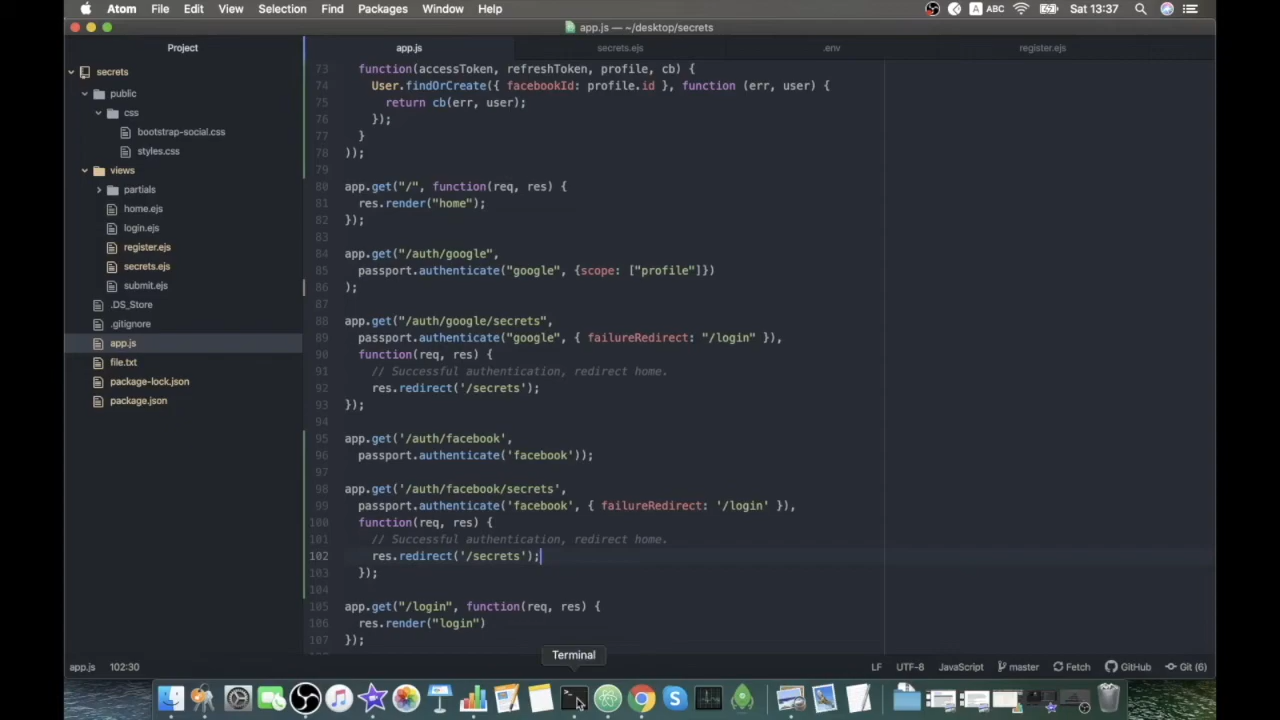 Atom File Edit View Selection Find Packages Window Help A ABC Sat 13:37
app.js — ~/desktop/secrets
Project app.js secrets.ejs .env register.ejs
secrets
public
css
bootstrap-social.css
styles.css
views
partials
home.ejs
login.ejs
register.ejs
secrets.ejs
submit.ejs
.DS_Store
.gitignore
app.js
file.txt
package-lock.json
package.json
73 function(accessToken, refreshToken, profile, cb) {
74 User.findOrCreate({ facebookId: profile.id }, function (err, user) {
75 return cb(err, user);
76 });
77 }
78 ));
79
80 app.get("/", function(req, res) {
81 res.render("home");
82 });
83
84 app.get("/auth/google",
85 passport.authenticate("google", {scope: ["profile"]})
86 );
87
88 app.get("/auth/google/secrets",
89 passport.authenticate("google", { failureRedirect: "/login" }),
90 function(req, res) {
91 // Successful authentication, redirect home.
92 res.redirect('/secrets');
93 });
94
95 app.get('/auth/facebook',
96 passport.authenticate('facebook'));
97
98 app.get('/auth/facebook/secrets',
99 passport.authenticate('facebook', { failureRedirect: '/login' }),
100 function(req, res) {
101 // Successful authentication, redirect home.
102 res.redirect('/secrets');
103 });
104
105 app.get("/login", function(req, res) {
106 res.render("login")
107 });
Terminal
app.js 102:30 LF UTF-8 JavaScript master Fetch GitHub Git (6)